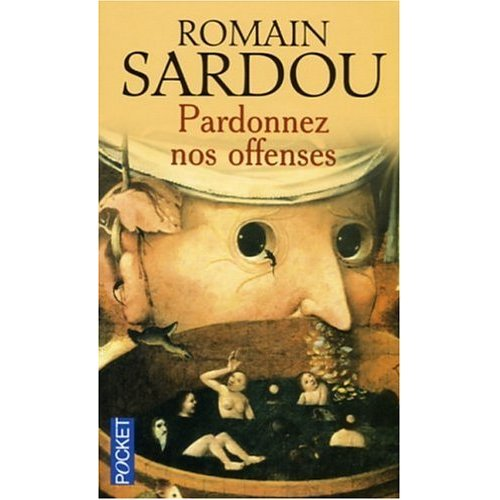 ROMAIN
SARDOU
Pardonnez
nos offenses
POCKET